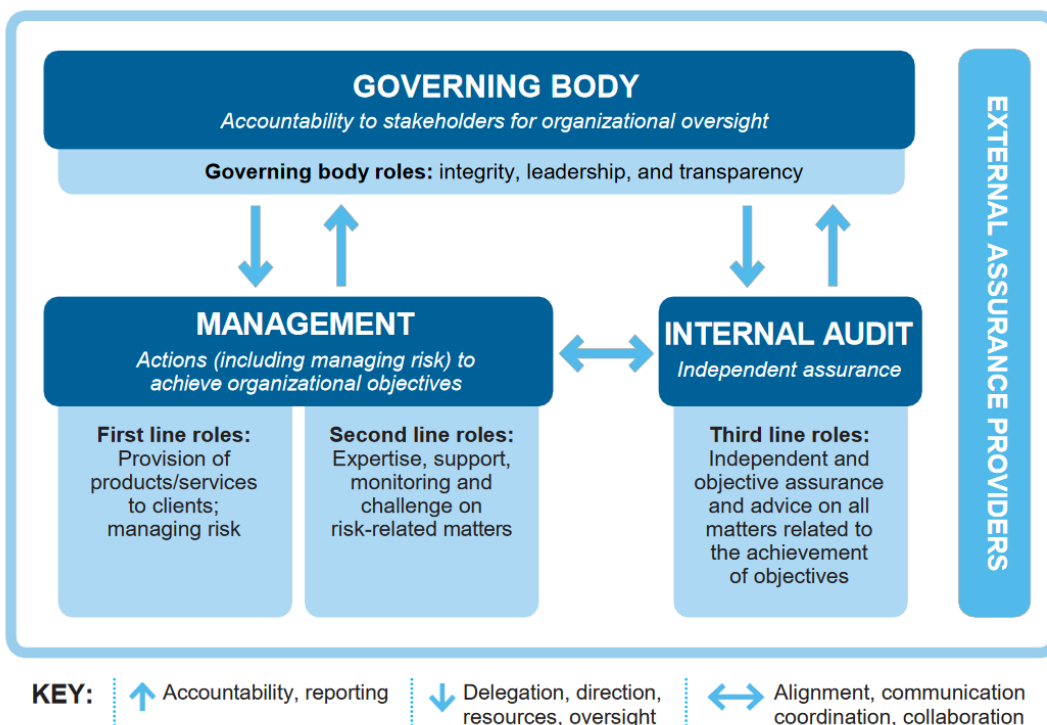 GOVERNING BODY
Accountability to stakeholders for organizational oversight
Governing body roles: integrity, leadership, and transparency
MANAGEMENT
Actions (including managing risk) to
achieve organizational objectives
First line roles:
Provision of
products/services
to clients;
managing risk
Second line roles:
Expertise, support,
monitoring and
challenge on
risk-related matters
INTERNAL AUDIT
Independent assurance
Third line roles:
Independent and
objective assurance
and advice on all
matters related to
the achievement
of objectives
EXTERNAL ASSURANCE PROVIDERS
KEY:
Accountability, reporting
Delegation, direction,
resources, oversight
Alignment, communication
coordination, collaboration